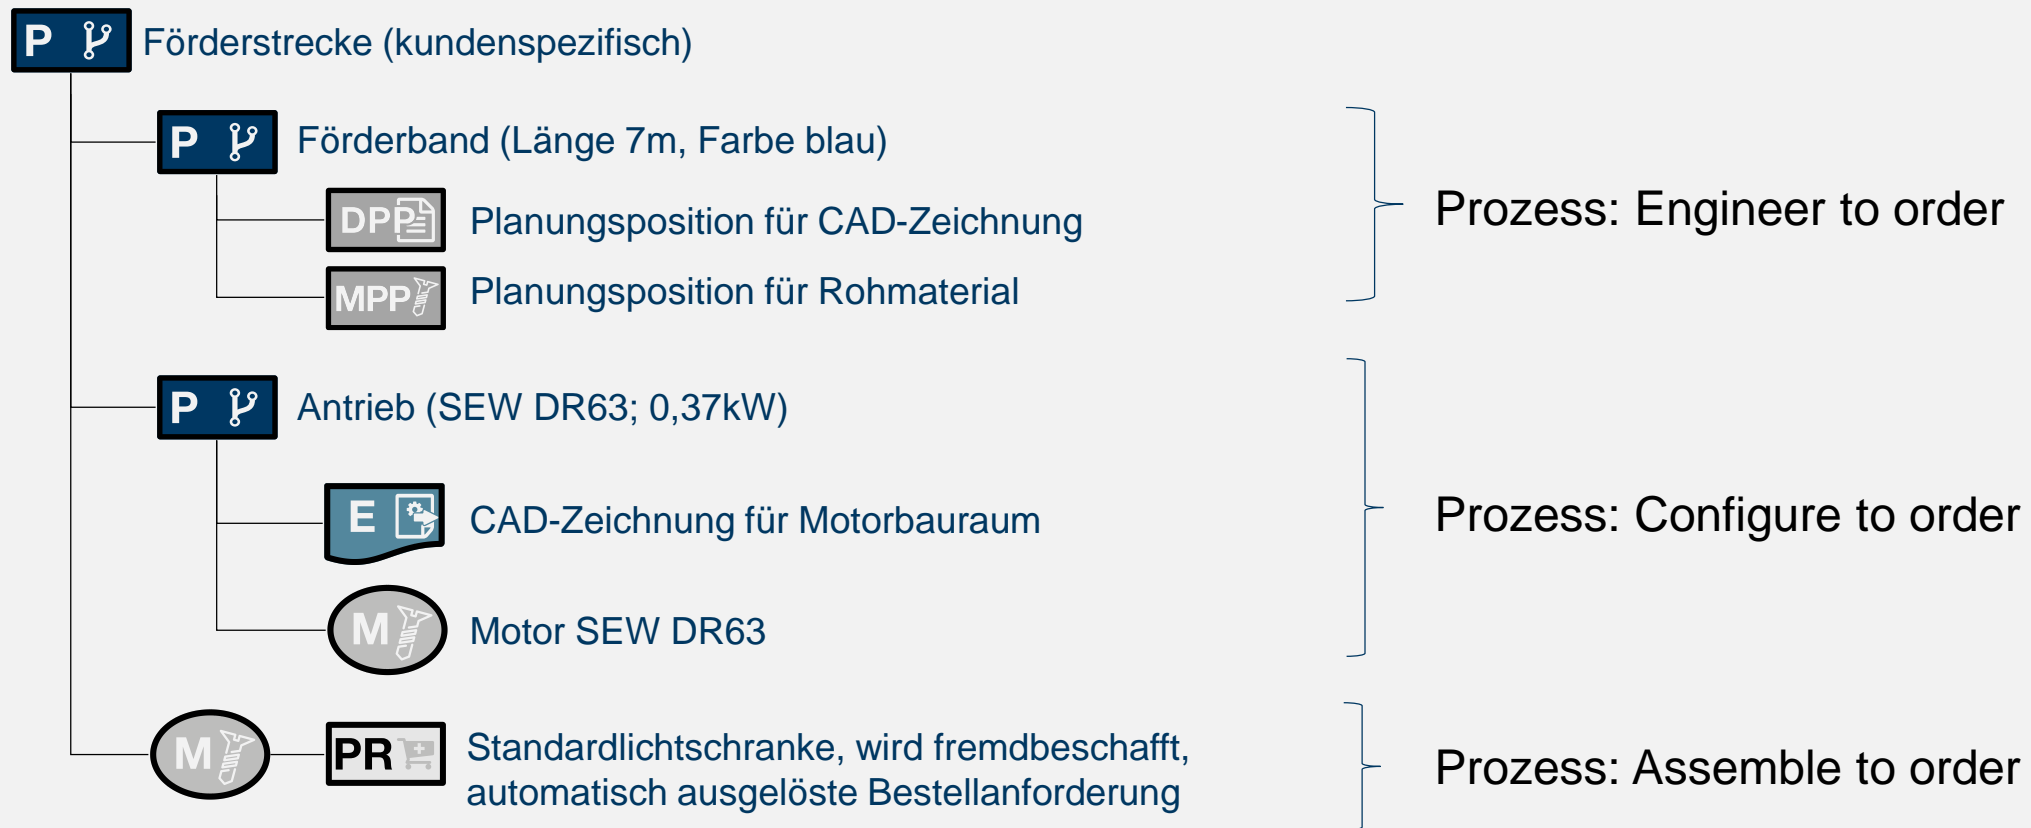 P Förderstrecke (kundenspezifisch)
P Förderband (Länge 7m, Farbe blau)
DPP Planungsposition für CAD-Zeichnung
MPP Planungsposition für Rohmaterial
Prozess: Engineer to order
P Antrieb (SEW DR63; 0,37kW)
E CAD-Zeichnung für Motorbauraum
M Motor SEW DR63
Prozess: Configure to order
M PR Standardlichtschranke, wird fremdbeschafft,
automatisch ausgelöste Bestellanforderung
Prozess: Assemble to order